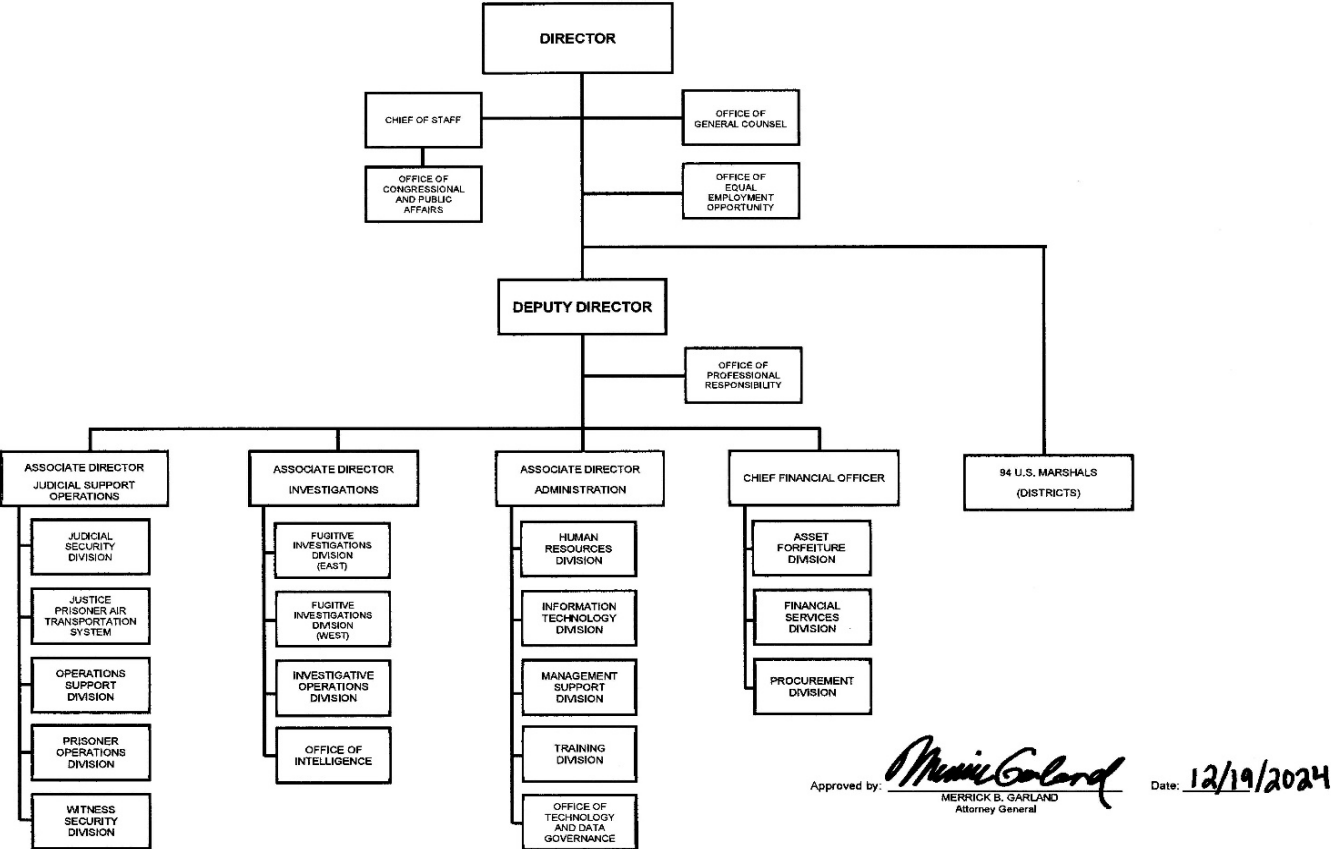 DIRECTOR
CHIEF OF STAFF
OFFICE OF
GENERAL COUNSEL
OFFICE OF
CONGRESSIONAL
AND PUBLIC
AFFAIRS
OFFICE OF
EQUAL
EMPLOYMENT
OPPORTUNITY
DEPUTY DIRECTOR
OFFICE OF
PROFESSIONAL
RESPONSIBILITY
ASSOCIATE DIRECTOR
JUDICIAL SUPPORT
OPERATIONS
ASSOCIATE DIRECTOR
INVESTIGATIONS
ASSOCIATE DIRECTOR
ADMINISTRATION
CHIEF FINANCIAL OFFICER
94 U.S. MARSHALS
(DISTRICTS)
JUDICIAL
SECURITY
DIVISION
JUSTICE
PRISONER AIR
TRANSPORTATION
SYSTEM
OPERATIONS
SUPPORT
DIVISION
PRISONER
OPERATIONS
DIVISION
WITNESS
SECURITY
DIVISION
FUGITIVE
INVESTIGATIONS
DIVISION
(EAST)
FUGITIVE
INVESTIGATIONS
DIVISION
(WEST)
INVESTIGATIVE
OPERATIONS
DIVISION
OFFICE OF
INTELLIGENCE
HUMAN
RESOURCES
DIVISION
INFORMATION
TECHNOLOGY
DIVISION
MANAGEMENT
SUPPORT
DIVISION
TRAINING
DIVISION
OFFICE OF
TECHNOLOGY
AND DATA
GOVERNANCE
ASSET
FORFEITURE
DIVISION
FINANCIAL
SERVICES
DIVISION
PROCUREMENT
DIVISION
Approved by: Merrick Garland
MERRICK B. GARLAND
Attorney General
Date: 12/19/2024